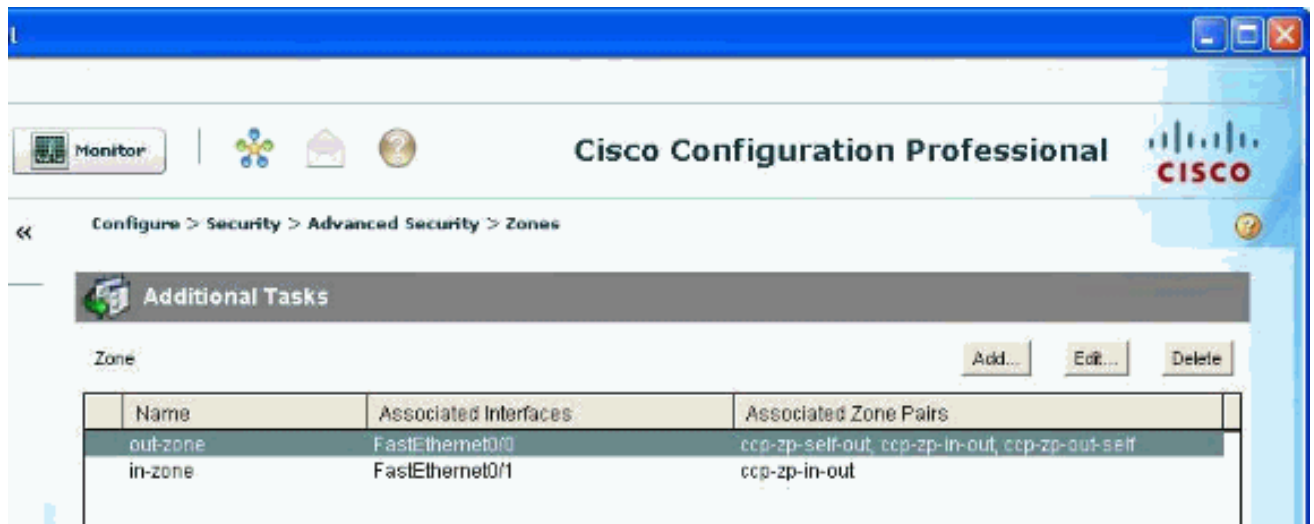 Monitor
Cisco Configuration Professional
CISCO
«
Configure > Security > Advanced Security > Zones
Additional Tasks
Zone
Add...
Edit...
Delete
Name Associated Interfaces Associated Zone Pairs
out-zone FastEthernet0/0 ccp-zp-self-out, ccp-zp-in-out, ccp-zp-out-self
in-zone FastEthernet0/1 ccp-zp-in-out